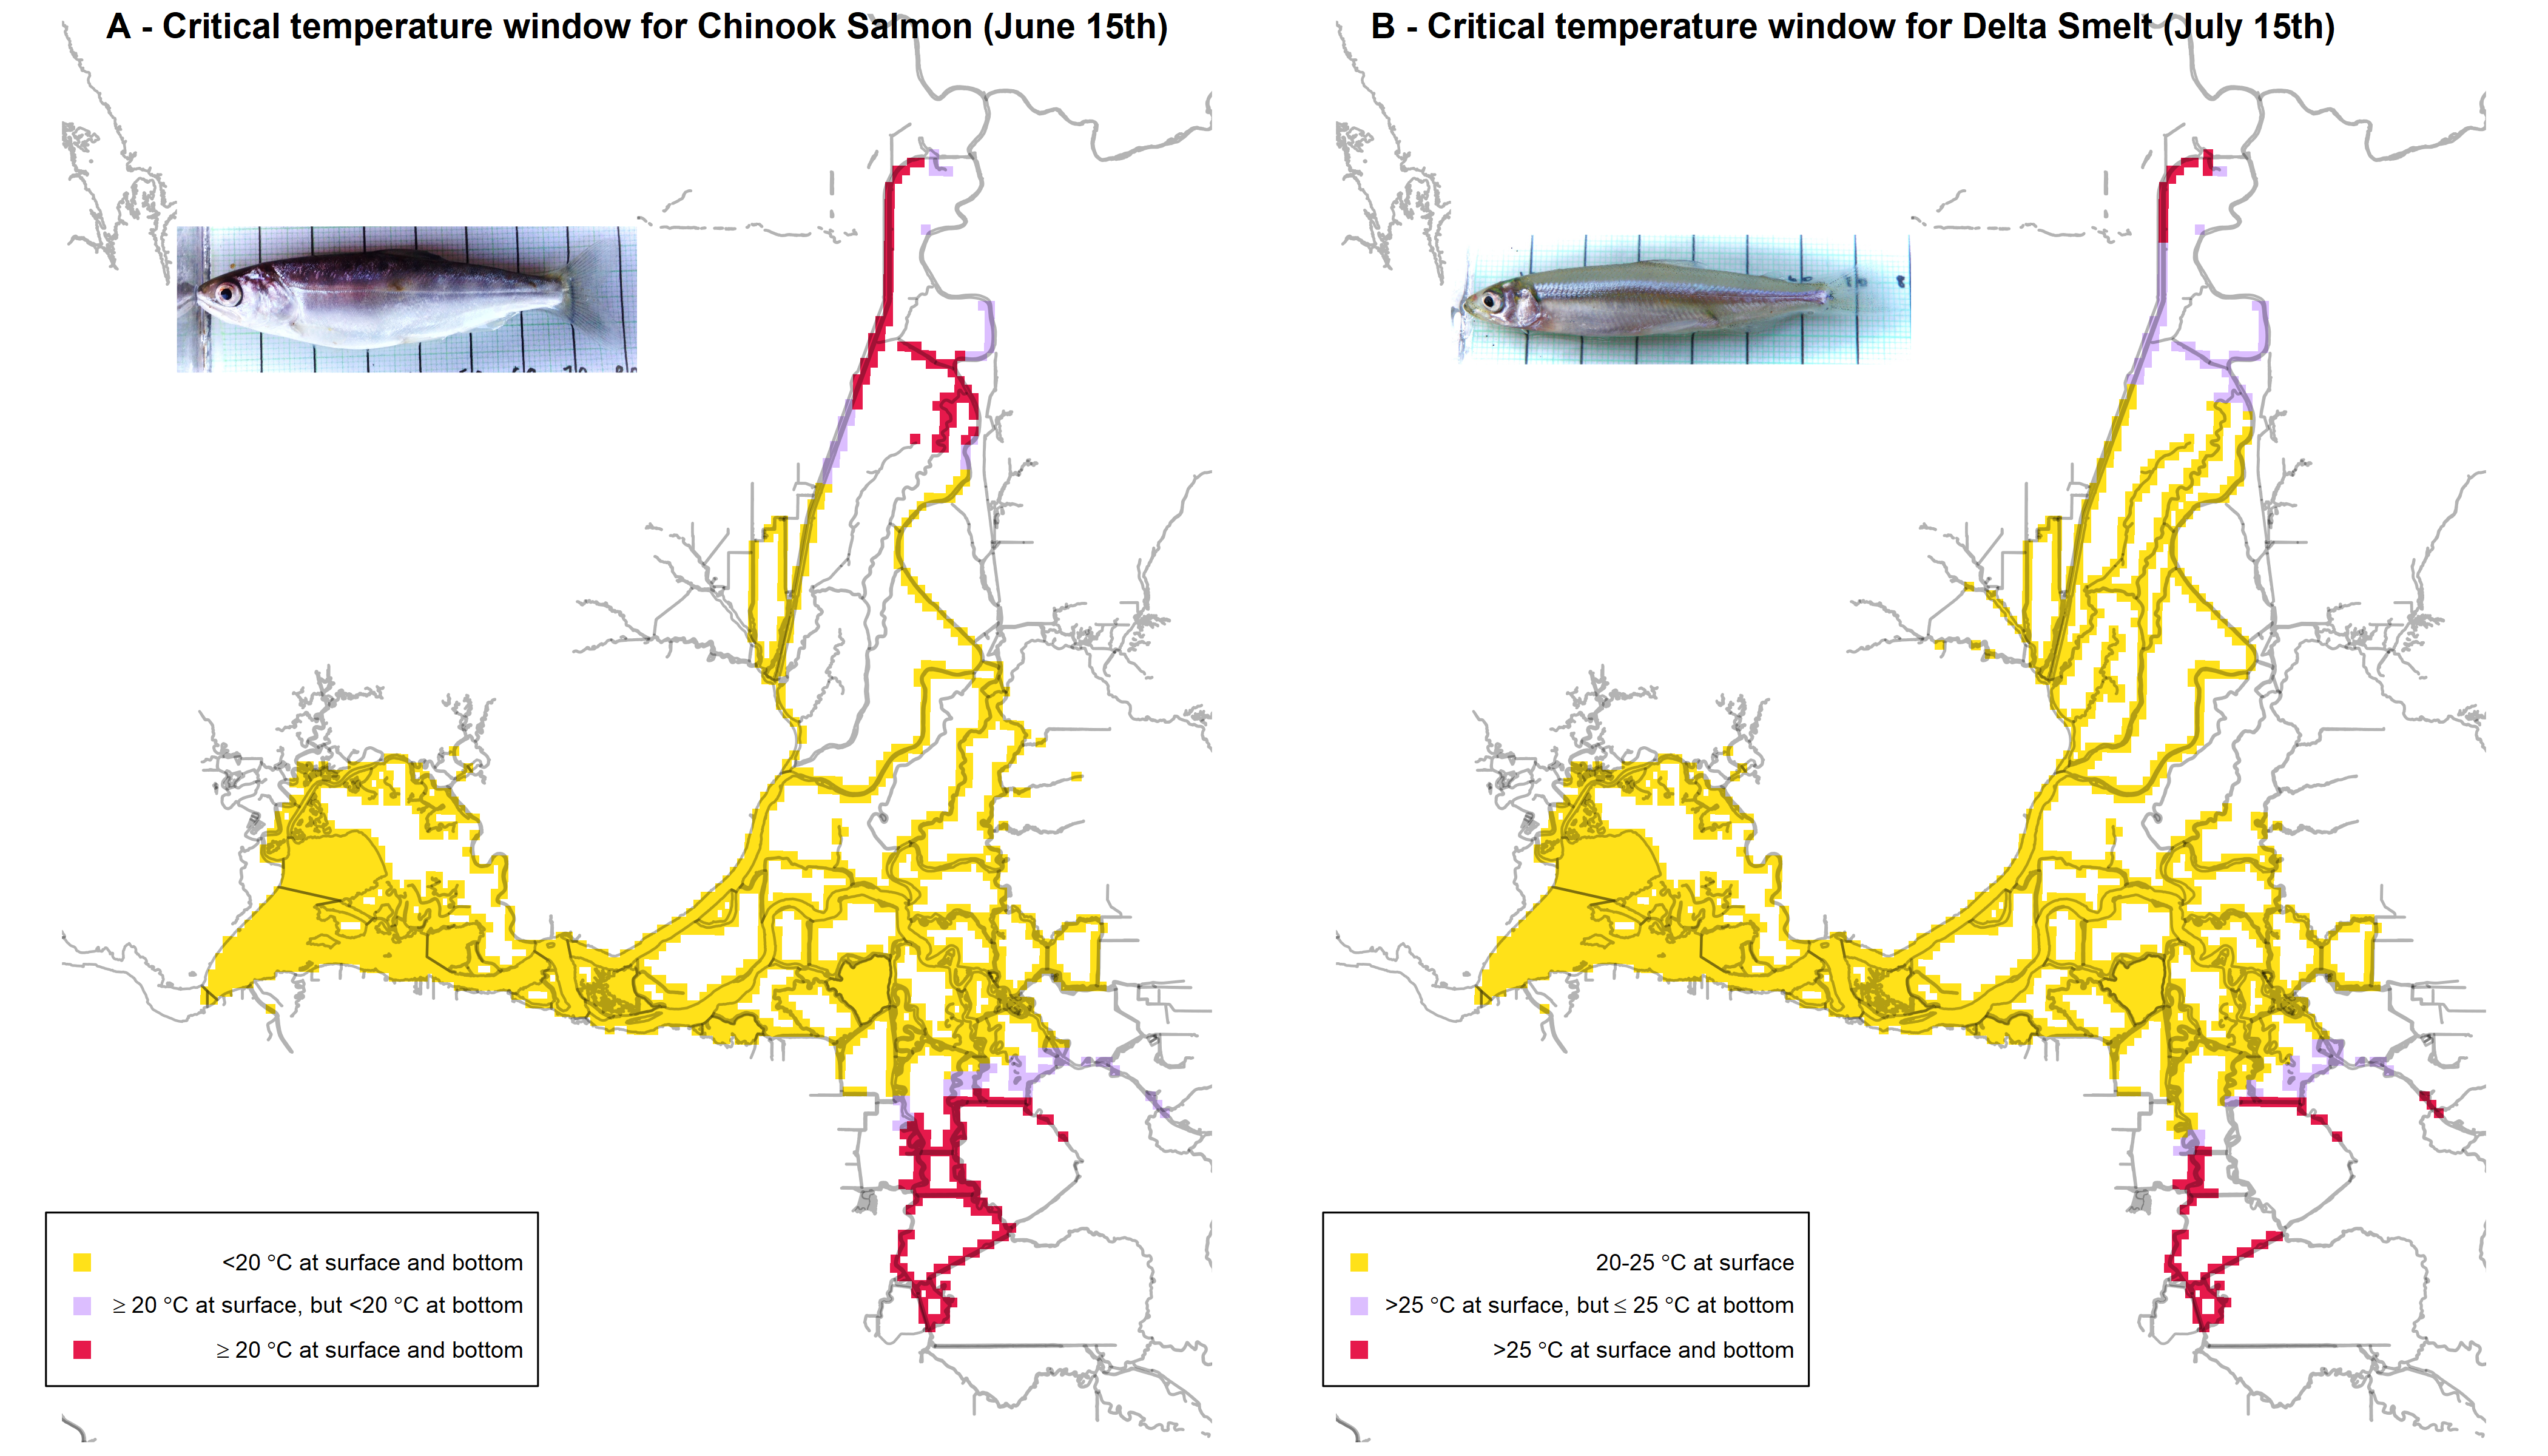 A - Critical temperature window for Chinook Salmon (June 15th)
B - Critical temperature window for Delta Smelt (July 15th)
<20 °C at surface and bottom
≥ 20 °C at surface, but <20 °C at bottom
≥ 20 °C at surface and bottom
20-25 °C at surface
>25 °C at surface, but ≤ 25 °C at bottom
>25 °C at surface and bottom